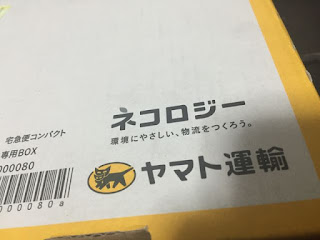 ネコロジー
環境にやさしい、物流をつくろう。
宅急便コンパクト
専用BOX
000080
ヤマト運輸
00080a